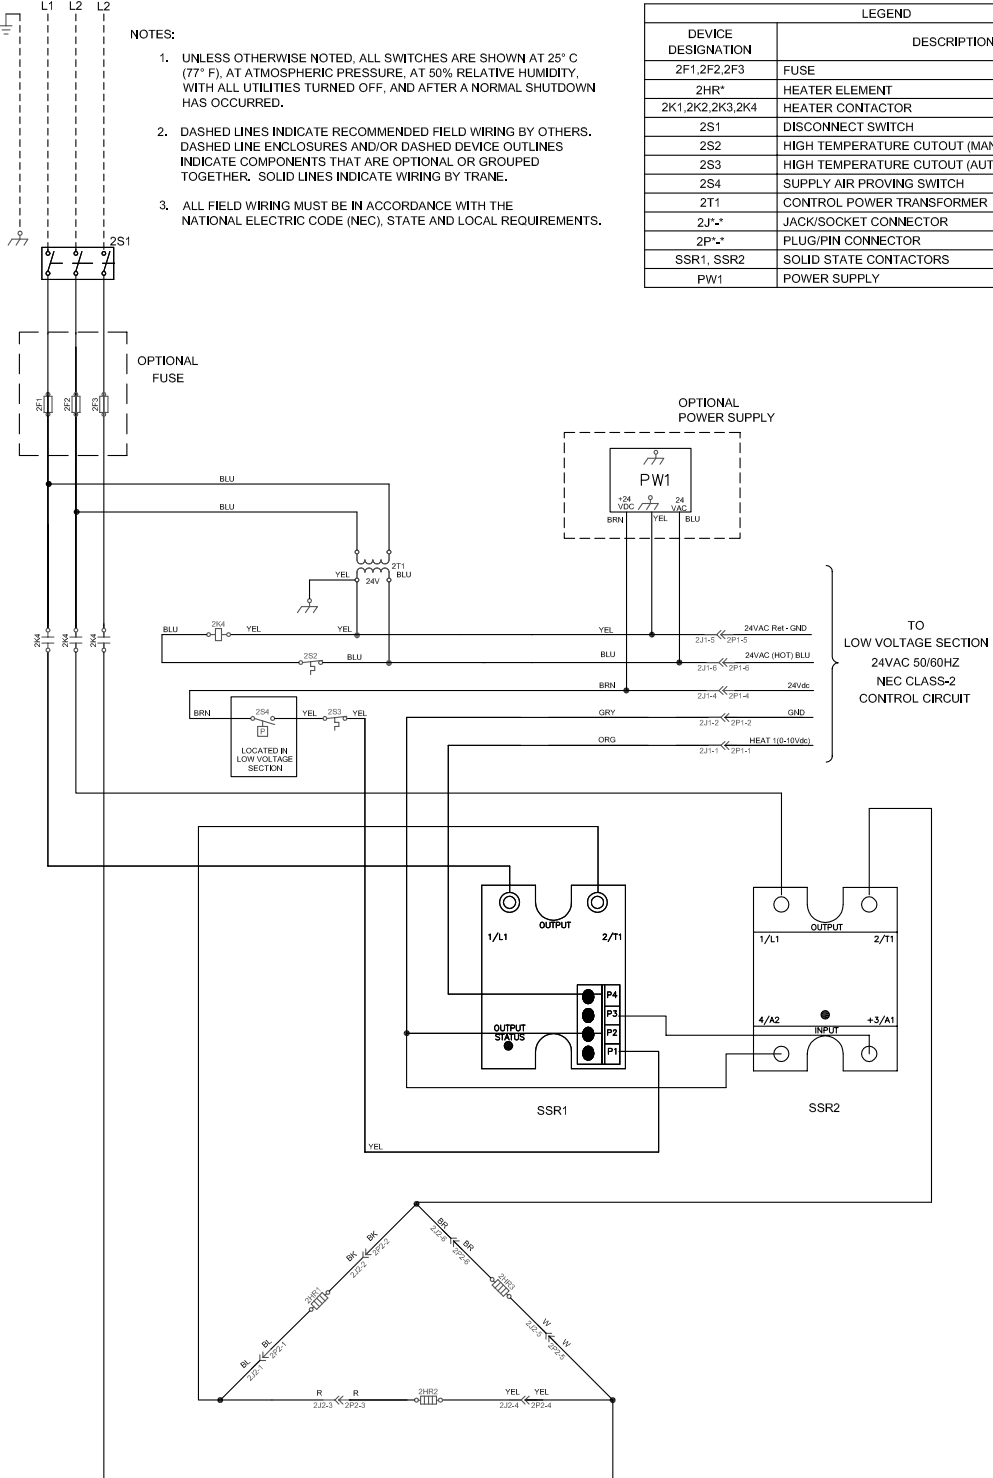 L1 L2 L2
NOTES:
1. UNLESS OTHERWISE NOTED, ALL SWITCHES ARE SHOWN AT 25° C
(77° F), AT ATMOSPHERIC PRESSURE, AT 50% RELATIVE HUMIDITY,
WITH ALL UTILITIES TURNED OFF, AND AFTER A NORMAL SHUTDOWN
HAS OCCURRED.
2. DASHED LINES INDICATE RECOMMENDED FIELD WIRING BY OTHERS.
DASHED LINE ENCLOSURES AND/OR DASHED DEVICE OUTLINES
INDICATE COMPONENTS THAT ARE OPTIONAL OR GROUPED
TOGETHER. SOLID LINES INDICATE WIRING BY TRANE.
3. ALL FIELD WIRING MUST BE IN ACCORDANCE WITH THE
NATIONAL ELECTRIC CODE (NEC), STATE AND LOCAL REQUIREMENTS.
LEGEND
DEVICE
DESIGNATION
DESCRIPTION
2F1,2F2,2F3 FUSE
2HR* HEATER ELEMENT
2K1,2K2,2K3,2K4 HEATER CONTACTOR
2S1 DISCONNECT SWITCH
2S2 HIGH TEMPERATURE CUTOUT (MAN
2S3 HIGH TEMPERATURE CUTOUT (AUT
2S4 SUPPLY AIR PROVING SWITCH
2T1 CONTROL POWER TRANSFORMER
2J*-* JACK/SOCKET CONNECTOR
2P*-* PLUG/PIN CONNECTOR
SSR1, SSR2 SOLID STATE CONTACTORS
PW1 POWER SUPPLY
2S1
OPTIONAL
FUSE
2F1 2F2 2F3
OPTIONAL
POWER SUPPLY
PW1
+24
VDC
24
VAC
BRN YEL BLU
BLU
BLU
2T1
YEL 24V BLU
2K4 2K4 2K4
BLU 2K4 YEL YEL YEL 2J1-5 2P1-5 24VAC Ret - GND
2S2 BLU BLU 2J1-6 2P1-6 24VAC (HOT) BLU
BRN 2J1-4 2P1-4 24Vdc
BRN 2S4 YEL 2S3 YEL
P
LOCATED IN
LOW VOLTAGE
SECTION
GRY 2J1-2 2P1-2 GND
ORG 2J1-1 2P1-1 HEAT 1(0-10Vdc)
TO
LOW VOLTAGE SECTION
24VAC 50/60HZ
NEC CLASS-2
CONTROL CIRCUIT
OUTPUT
1/L1 2/T1
P4
P3
P2
P1
OUTPUT
STATUS
SSR1
OUTPUT
1/L1 2/T1
4/A2 +3/A1
INPUT
SSR2
YEL
BK BK
2J2-2 2P2-2
2HR1
BL BL
2J2-1 2P2-1
BR BR
2J2-6 2P2-6
2HR3
W W
2J2-5 2P2-5
R R 2HR2 YEL YEL
2J2-3 2P2-3 2J2-4 2P2-4